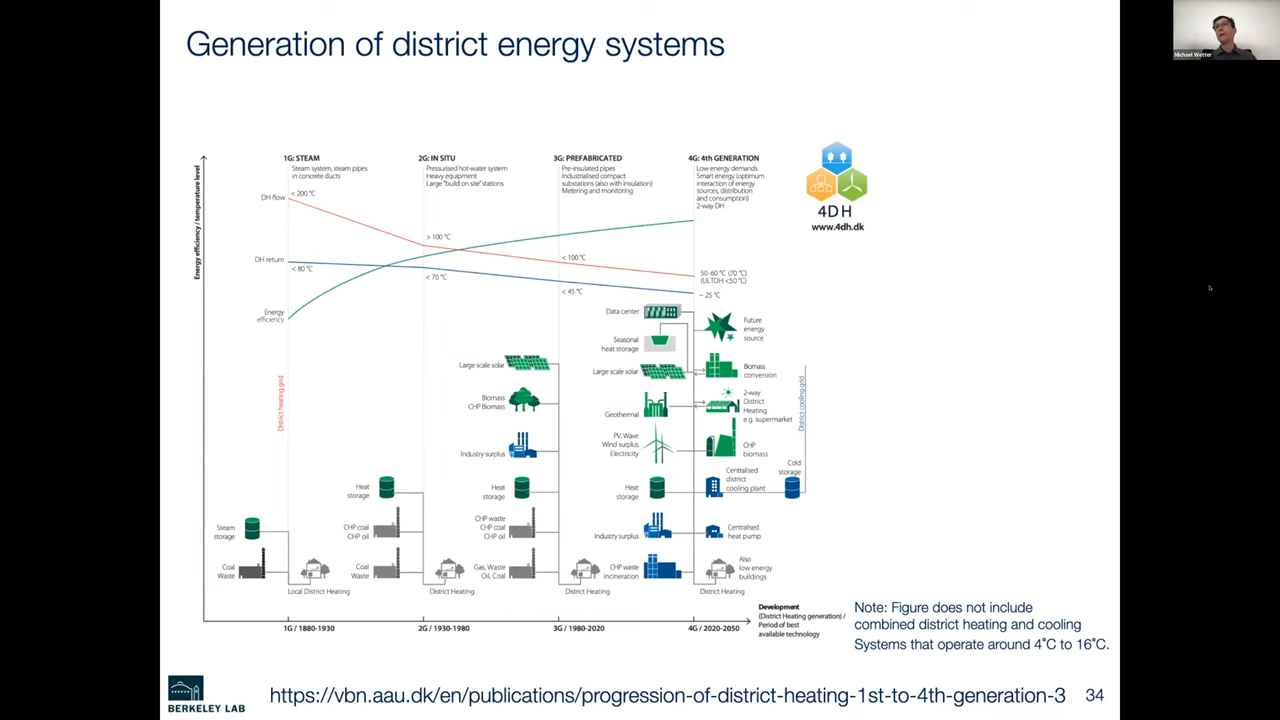 Generation of district energy systems
Michael Wetter
1G: STEAM
Steam system, steam pipes
in concrete ducts
2G: IN SITU
Pressurised hot-water system
Heavy equipment
Large "build on site" stations
3G: PREFABRICATED
Pre-insulated pipes
Industrialised compact
substations (also with insulation)
Metering and monitoring
4G: 4th GENERATION
Low energy demands
Smart energy (optimum
interaction of energy
sources, distribution
and consumption)
2-way DH
4DH
www.4dh.dk
Energy efficiency / temperature level
DH flow
< 200 °C
> 100 °C
< 100 °C
50-60 °C (70 °C)
(ULTDH <50 °C)
DH return
< 80 °C
< 70 °C
< 45 °C
~ 25 °C
Energy
efficiency
District heating grid
Steam
storage
Coal
Waste
Local District Heating
Heat
storage
CHP coal
CHP oil
Coal
Waste
District Heating
Large scale solar
Biomass
CHP Biomass
Industry surplus
Heat
storage
CHP waste
CHP coal
CHP oil
Gas, Waste
Oil, Coal
District Heating
Data center
Seasonal
heat storage
Large scale solar
Geothermal
PV, Wave
Wind surplus
Electricity
Heat
storage
Industry surplus
CHP waste
incineration
Future
energy
source
Biomass
conversion
2-way
District
Heating
e.g. supermarket
CHP
biomass
Centralised
district
cooling plant
Cold
storage
Centralised
heat pump
Also
low energy
buildings
District Heating
District cooling grid
1G / 1880-1930
2G / 1930-1980
3G / 1980-2020
4G / 2020-2050
Development
(District Heating generation) /
Period of best
available technology
Note: Figure does not include
combined district heating and cooling
Systems that operate around 4°C to 16°C.
BERKELEY LAB
https://vbn.aau.dk/en/publications/progression-of-district-heating-1st-to-4th-generation-3
34